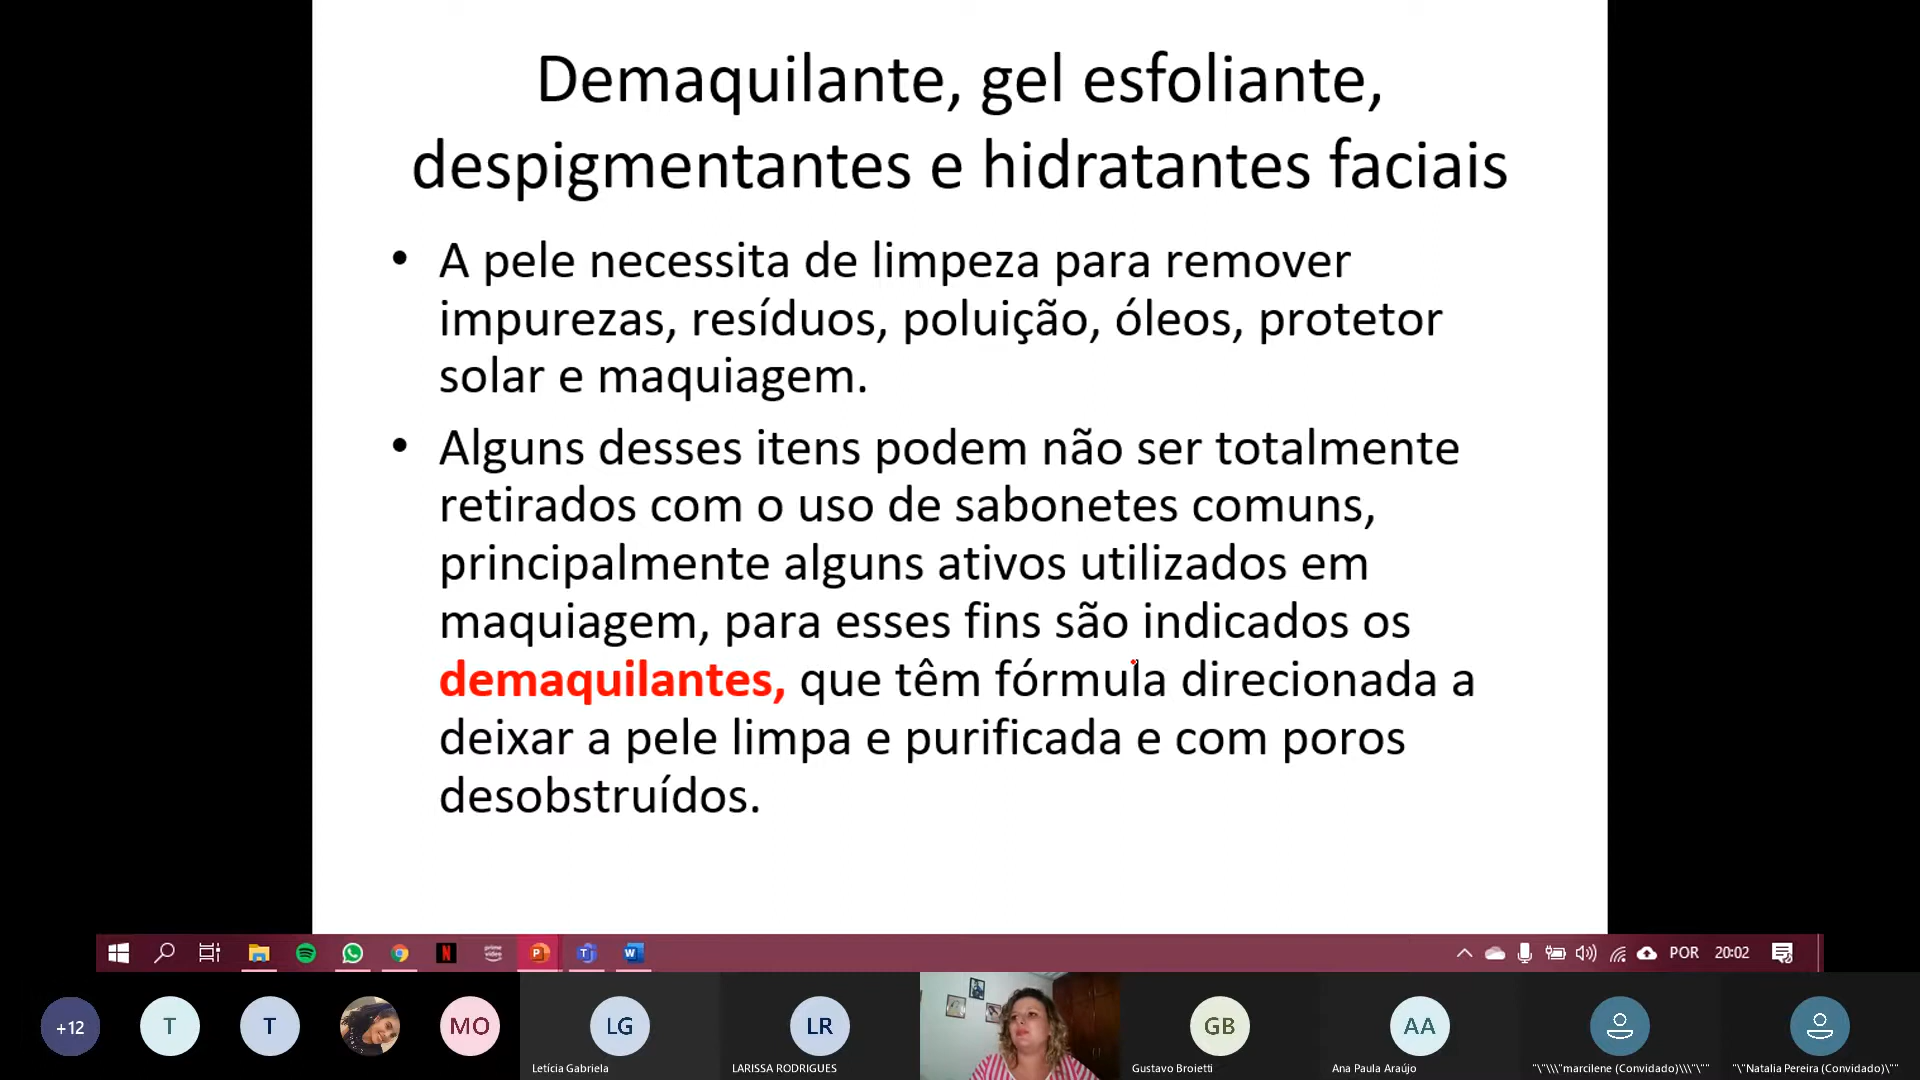 Demaquilante, gel esfoliante,
despigmentantes e hidratantes faciais
• A pele necessita de limpeza para remover
impurezas, resíduos, poluição, óleos, protetor
solar e maquiagem.
• Alguns desses itens podem não ser totalmente
retirados com o uso de sabonetes comuns,
principalmente alguns ativos utilizados em
maquiagem, para esses fins são indicados os
demaquilantes, que têm fórmula direcionada a
deixar a pele limpa e purificada e com poros
desobstruídos.
N prime video P T W POR 20:02
+12 T T MO LG LR GB AA
Letícia Gabriela LARISSA RODRIGUES Gustavo Broietti Ana Paula Araújo "\"\\\"marcilene (Convidado)\\\"\"" "\"Natalia Pereira (Convidado)\""